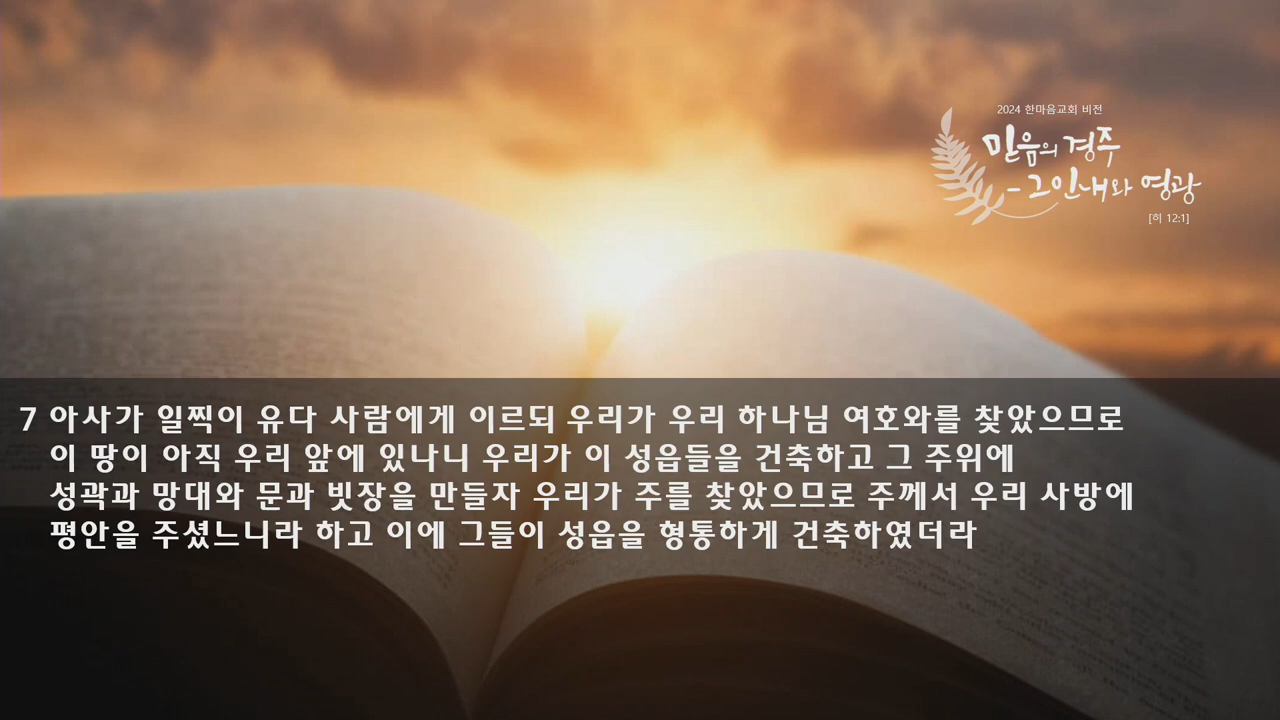 2024 한마음교회 비전
믿음의 경주
- 그 인내와 영광
[히 12:1]
7 아사가 일찍이 유다 사람에게 이르되 우리가 우리 하나님 여호와를 찾았으므로
이 땅이 아직 우리 앞에 있나니 우리가 이 성읍들을 건축하고 그 주위에
성곽과 망대와 문과 빗장을 만들자 우리가 주를 찾았으므로 주께서 우리 사방에
평안을 주셨느니라 하고 이에 그들이 성읍을 형통하게 건축하였더라